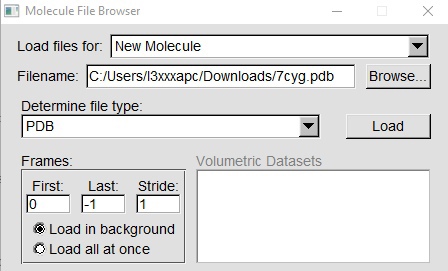 Molecule File Browser
Load files for: New Molecule
Filename: C:/Users/l3xxxapc/Downloads/7cyg.pdb Browse...
Determine file type:
PDB Load
Frames: Volumetric Datasets
First: Last: Stride:
0 -1 1
Load in background
Load all at once